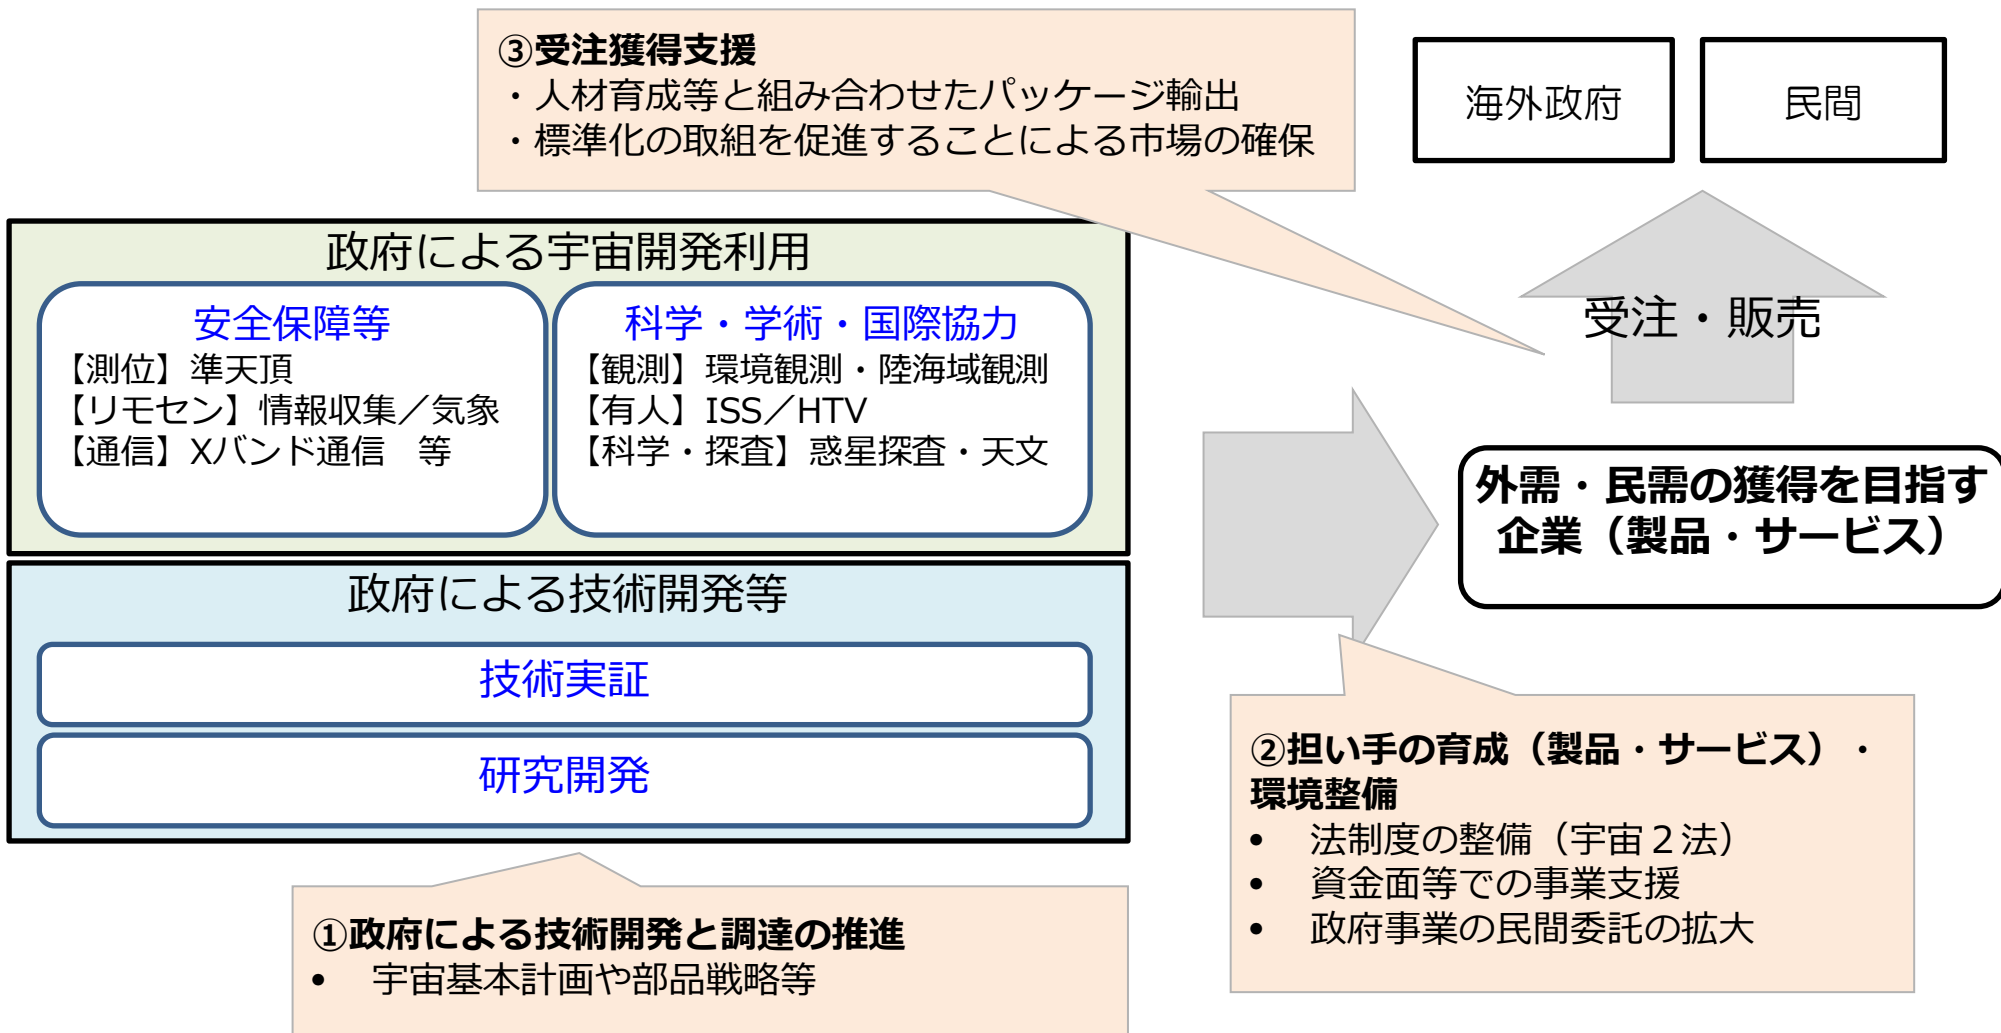 ③受注獲得支援
・人材育成等と組み合わせたパッケージ輸出
・標準化の取組を促進することによる市場の確保
海外政府
民間
政府による宇宙開発利用
安全保障等
【測位】準天頂
【リモセン】情報収集／気象
【通信】Xバンド通信　等
科学・学術・国際協力
【観測】環境観測・陸海域観測
【有人】ISS／HTV
【科学・探査】惑星探査・天文
受注・販売
外需・民需の獲得を目指す
企業（製品・サービス）
政府による技術開発等
技術実証
研究開発
②担い手の育成（製品・サービス）・
環境整備
• 法制度の整備（宇宙２法）
• 資金面等での事業支援
• 政府事業の民間委託の拡大
①政府による技術開発と調達の推進
• 宇宙基本計画や部品戦略等